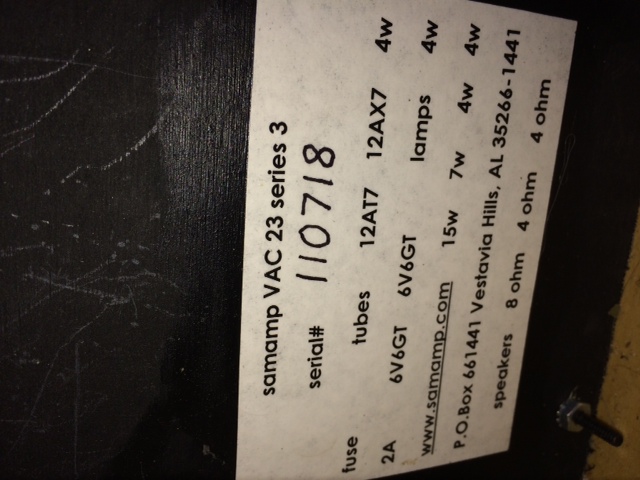 samamp VAC 23 series 3
serial# 110718
fuse tubes 12AT7 12AX7 4w
2A 6V6GT 6V6GT lamps 4w
www.samamp.com 15w 7w 4w 4w
P.O.Box 661441 Vestavia Hills, AL 35266-1441
speakers 8 ohm 4 ohm 4 ohm